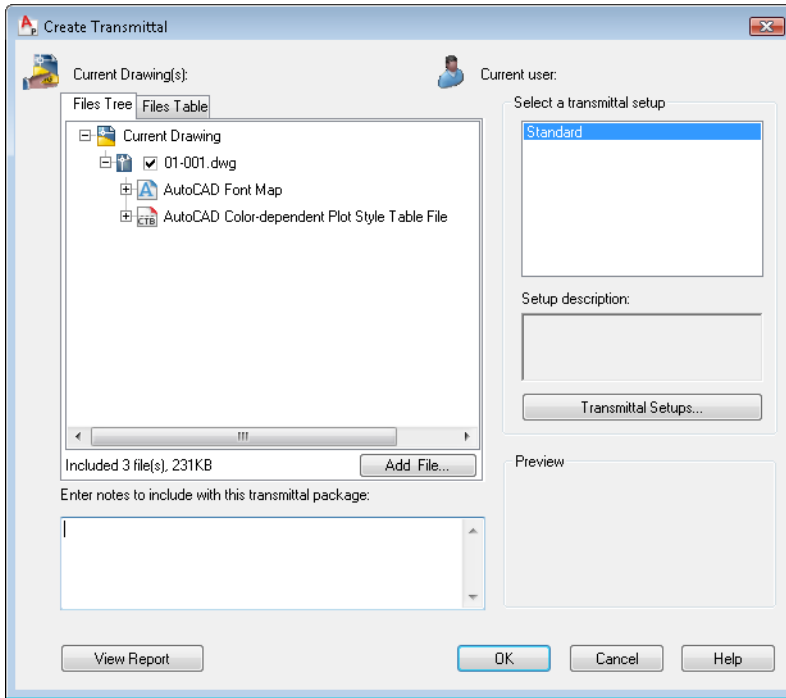 Create Transmittal
Current Drawing(s):
Current user:
Files Tree
Files Table
Current Drawing
01-001.dwg
AutoCAD Font Map
CTB
AutoCAD Color-dependent Plot Style Table File
Included 3 file(s), 231KB
Add File...
Enter notes to include with this transmittal package:
Select a transmittal setup
Standard
Setup description:
Transmittal Setups...
Preview
View Report
OK
Cancel
Help